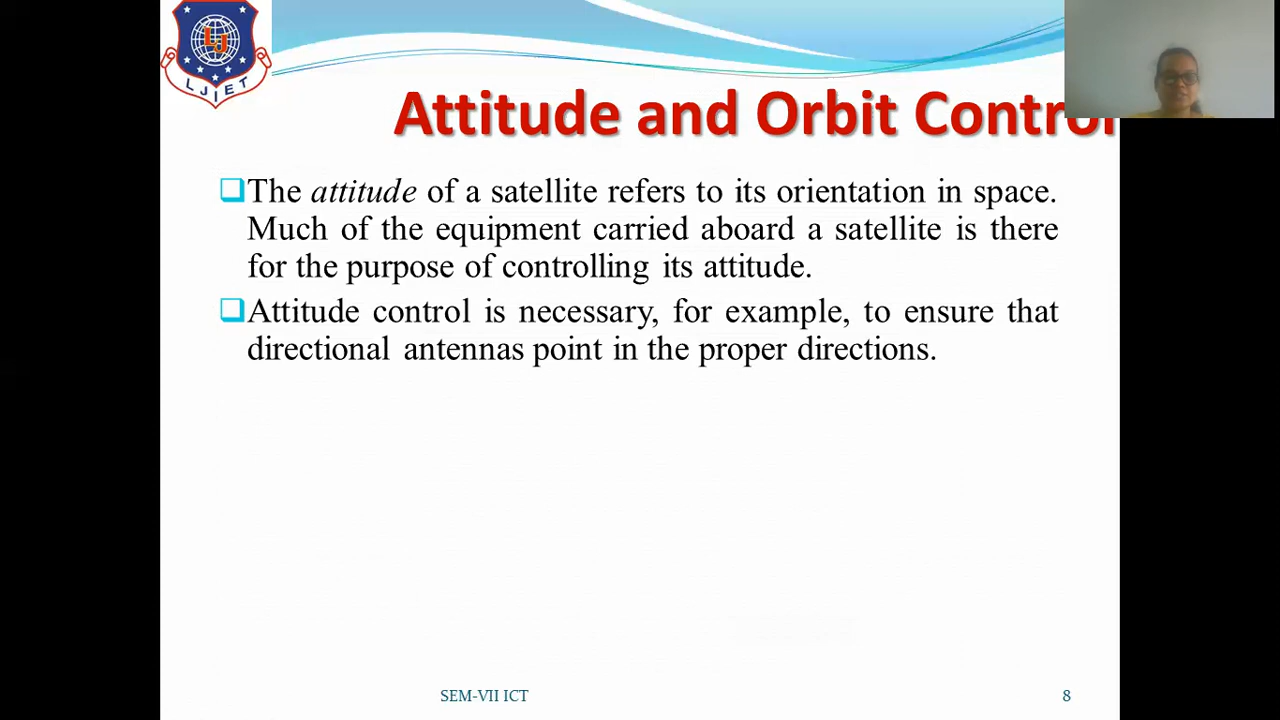 LJ
LJIET
Attitude and Orbit Control
❑The attitude of a satellite refers to its orientation in space.
Much of the equipment carried aboard a satellite is there
for the purpose of controlling its attitude.
❑Attitude control is necessary, for example, to ensure that
directional antennas point in the proper directions.
SEM-VII ICT
8